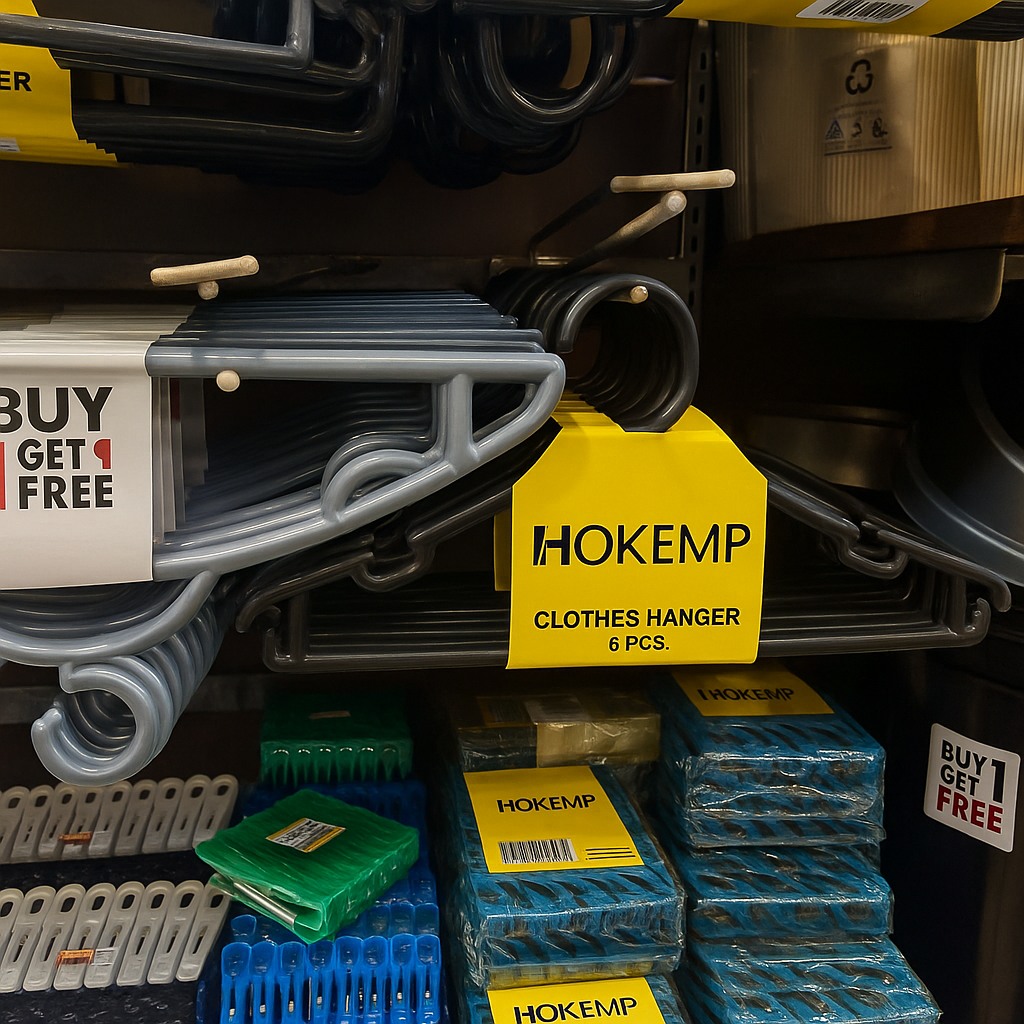 ER
BUY
GET 1
FREE
HOKEMP
CLOTHES HANGER
6 PCS.
HOKEMP
HOKEMP
HOKEMP
BUY 1
GET
FREE